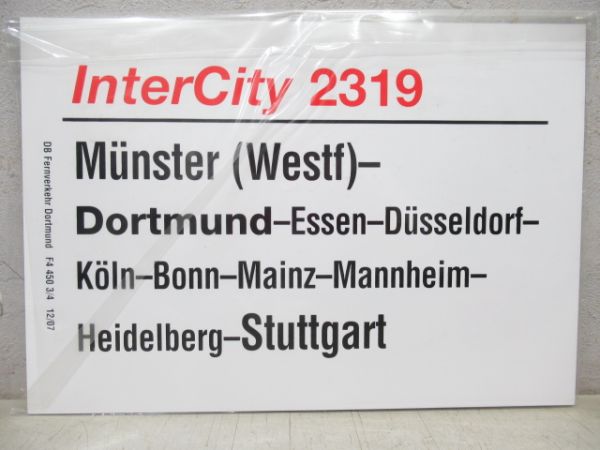 InterCity 2319
Münster (Westf)–
Dortmund–Essen–Düsseldorf–
Köln–Bonn–Mainz–Mannheim–
Heidelberg–Stuttgart
DB Fernverkehr Dortmund F4 450 3/4 12/07